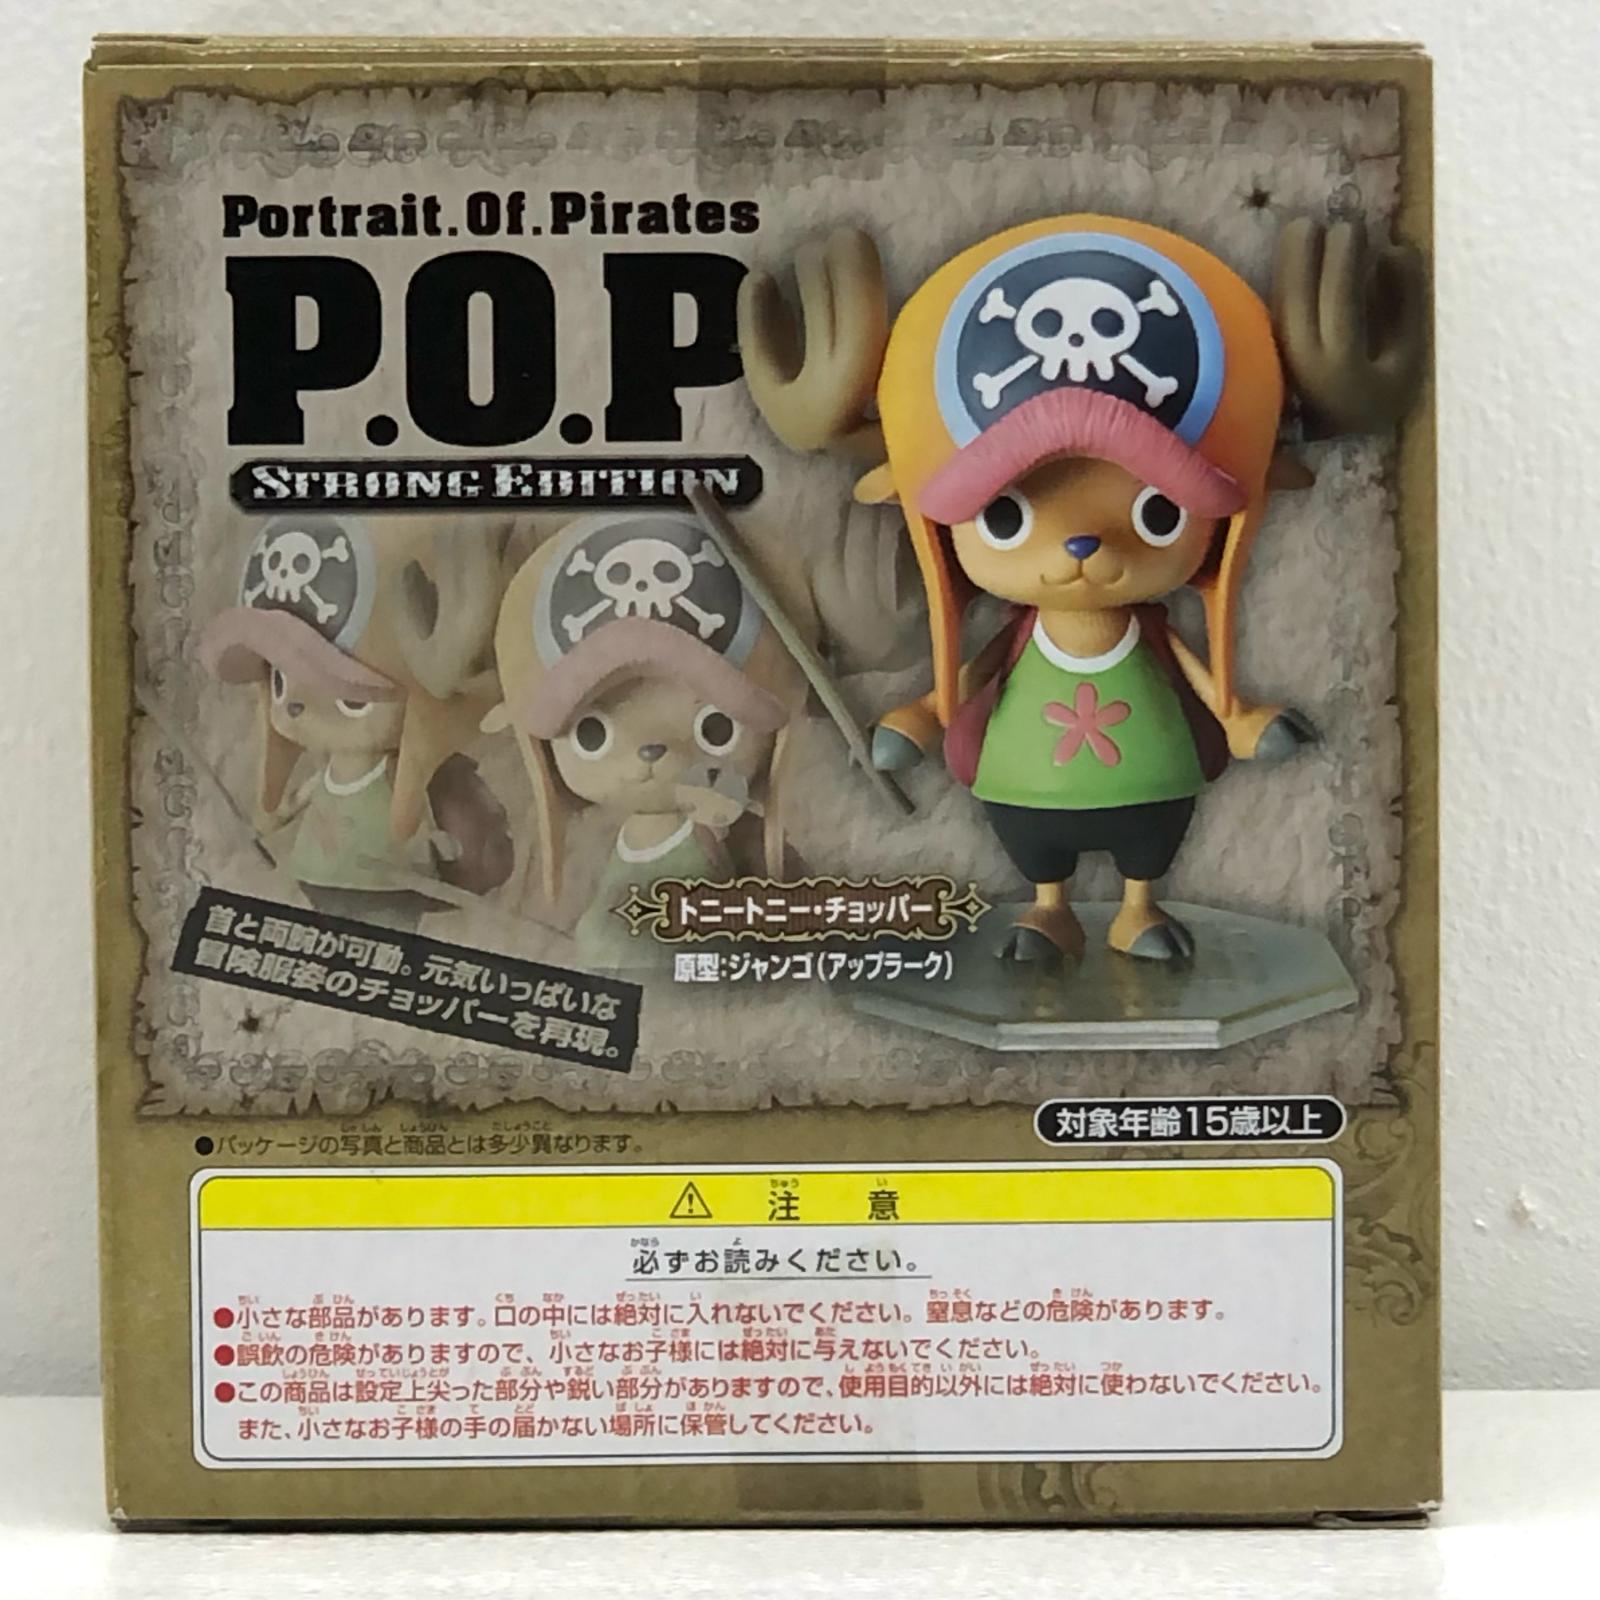 Portrait.Of.Pirates
P.O.P
STRONG EDITION
トニートニー・チョッパー
原型:ジャンゴ(アップラーク)
首と両腕が可動。元気いっぱいな
冒険服姿のチョッパーを再現。
対象年齢15歳以上
●パッケージの写真と商品とは多少異なります。
⚠ 注意
必ずお読みください。
●小さな部品があります。口の中には絶対に入れないでください。窒息などの危険があります。
●誤飲の危険がありますので、小さなお子様には絶対に与えないでください。
●この商品は設定上尖った部分や鋭い部分がありますので、使用目的以外には絶対に使わないでください。
また、小さなお子様の手の届かない場所に保管してください。